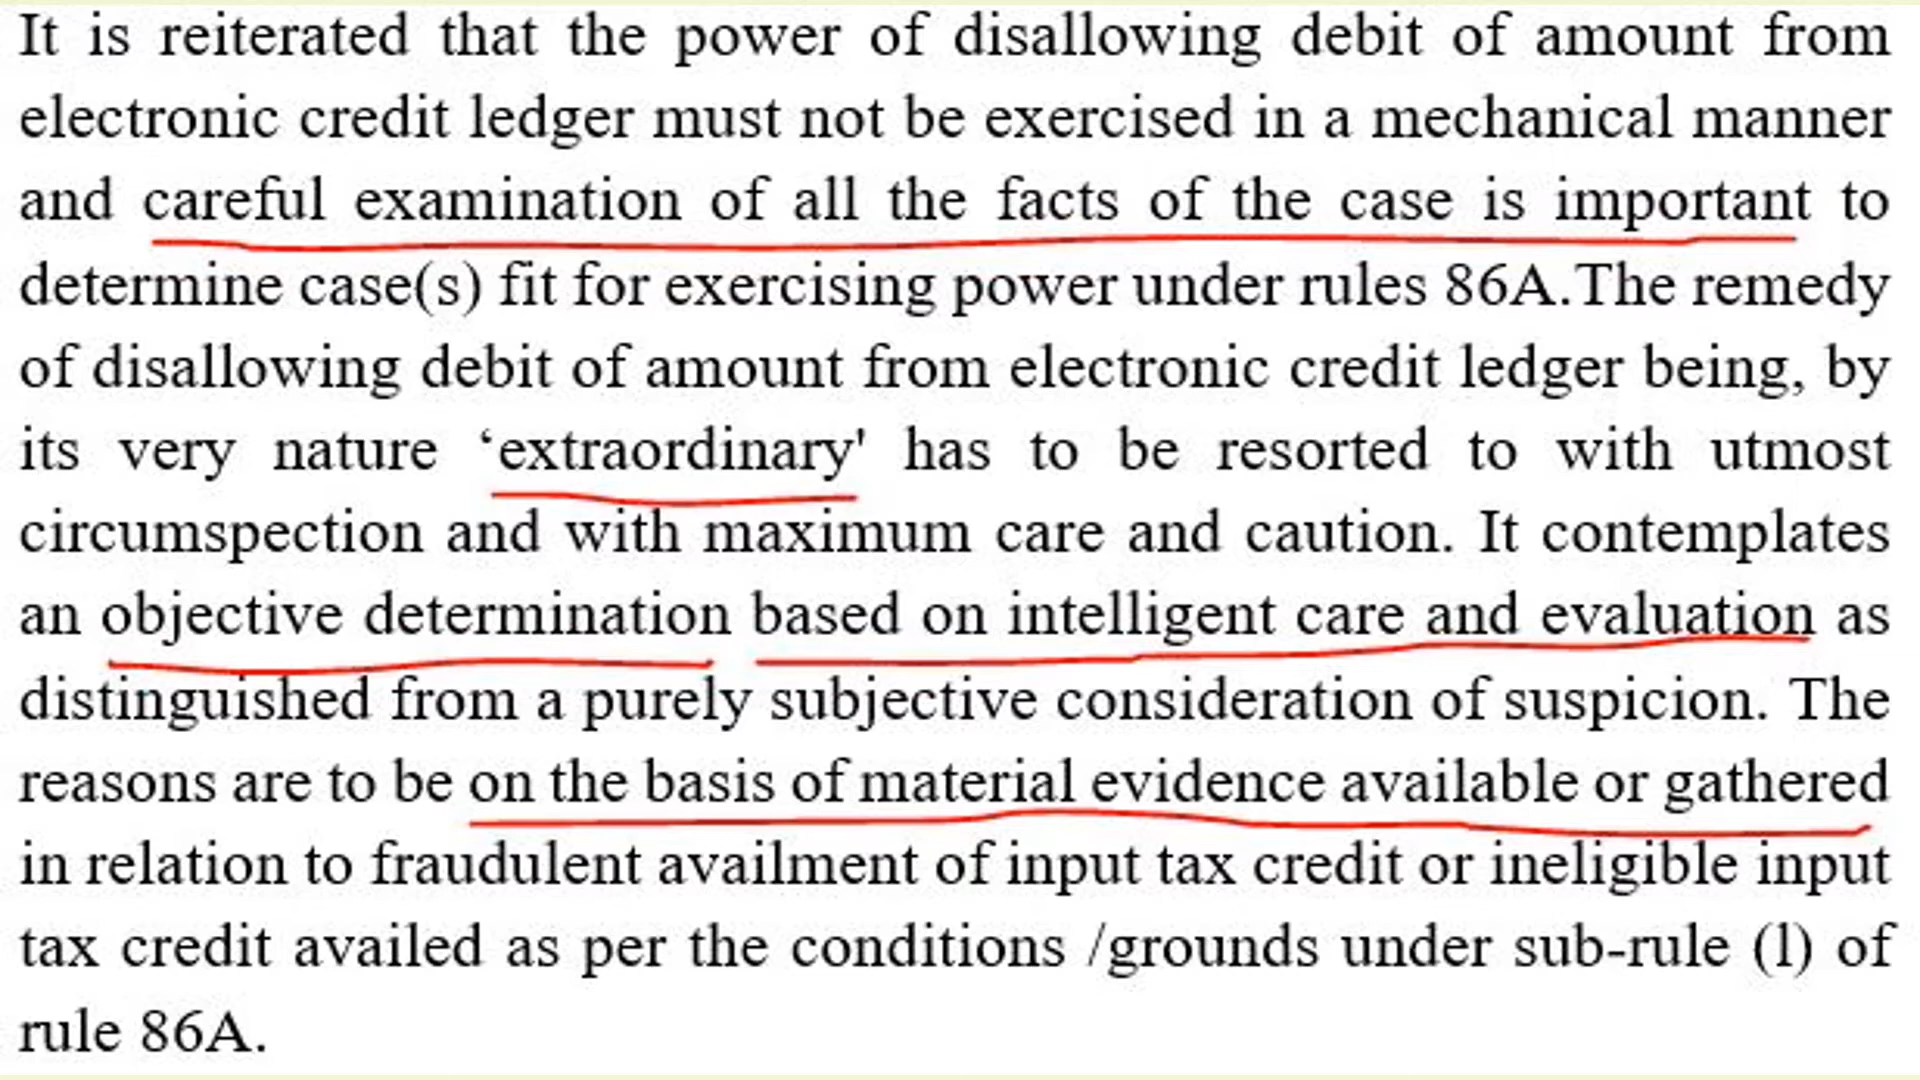 It is reiterated that the power of disallowing debit of amount from
electronic credit ledger must not be exercised in a mechanical manner
and careful examination of all the facts of the case is important to
determine case(s) fit for exercising power under rules 86A.The remedy
of disallowing debit of amount from electronic credit ledger being, by
its very nature ‘extraordinary' has to be resorted to with utmost
circumspection and with maximum care and caution. It contemplates
an objective determination based on intelligent care and evaluation as
distinguished from a purely subjective consideration of suspicion. The
reasons are to be on the basis of material evidence available or gathered
in relation to fraudulent availment of input tax credit or ineligible input
tax credit availed as per the conditions /grounds under sub-rule (l) of
rule 86A.